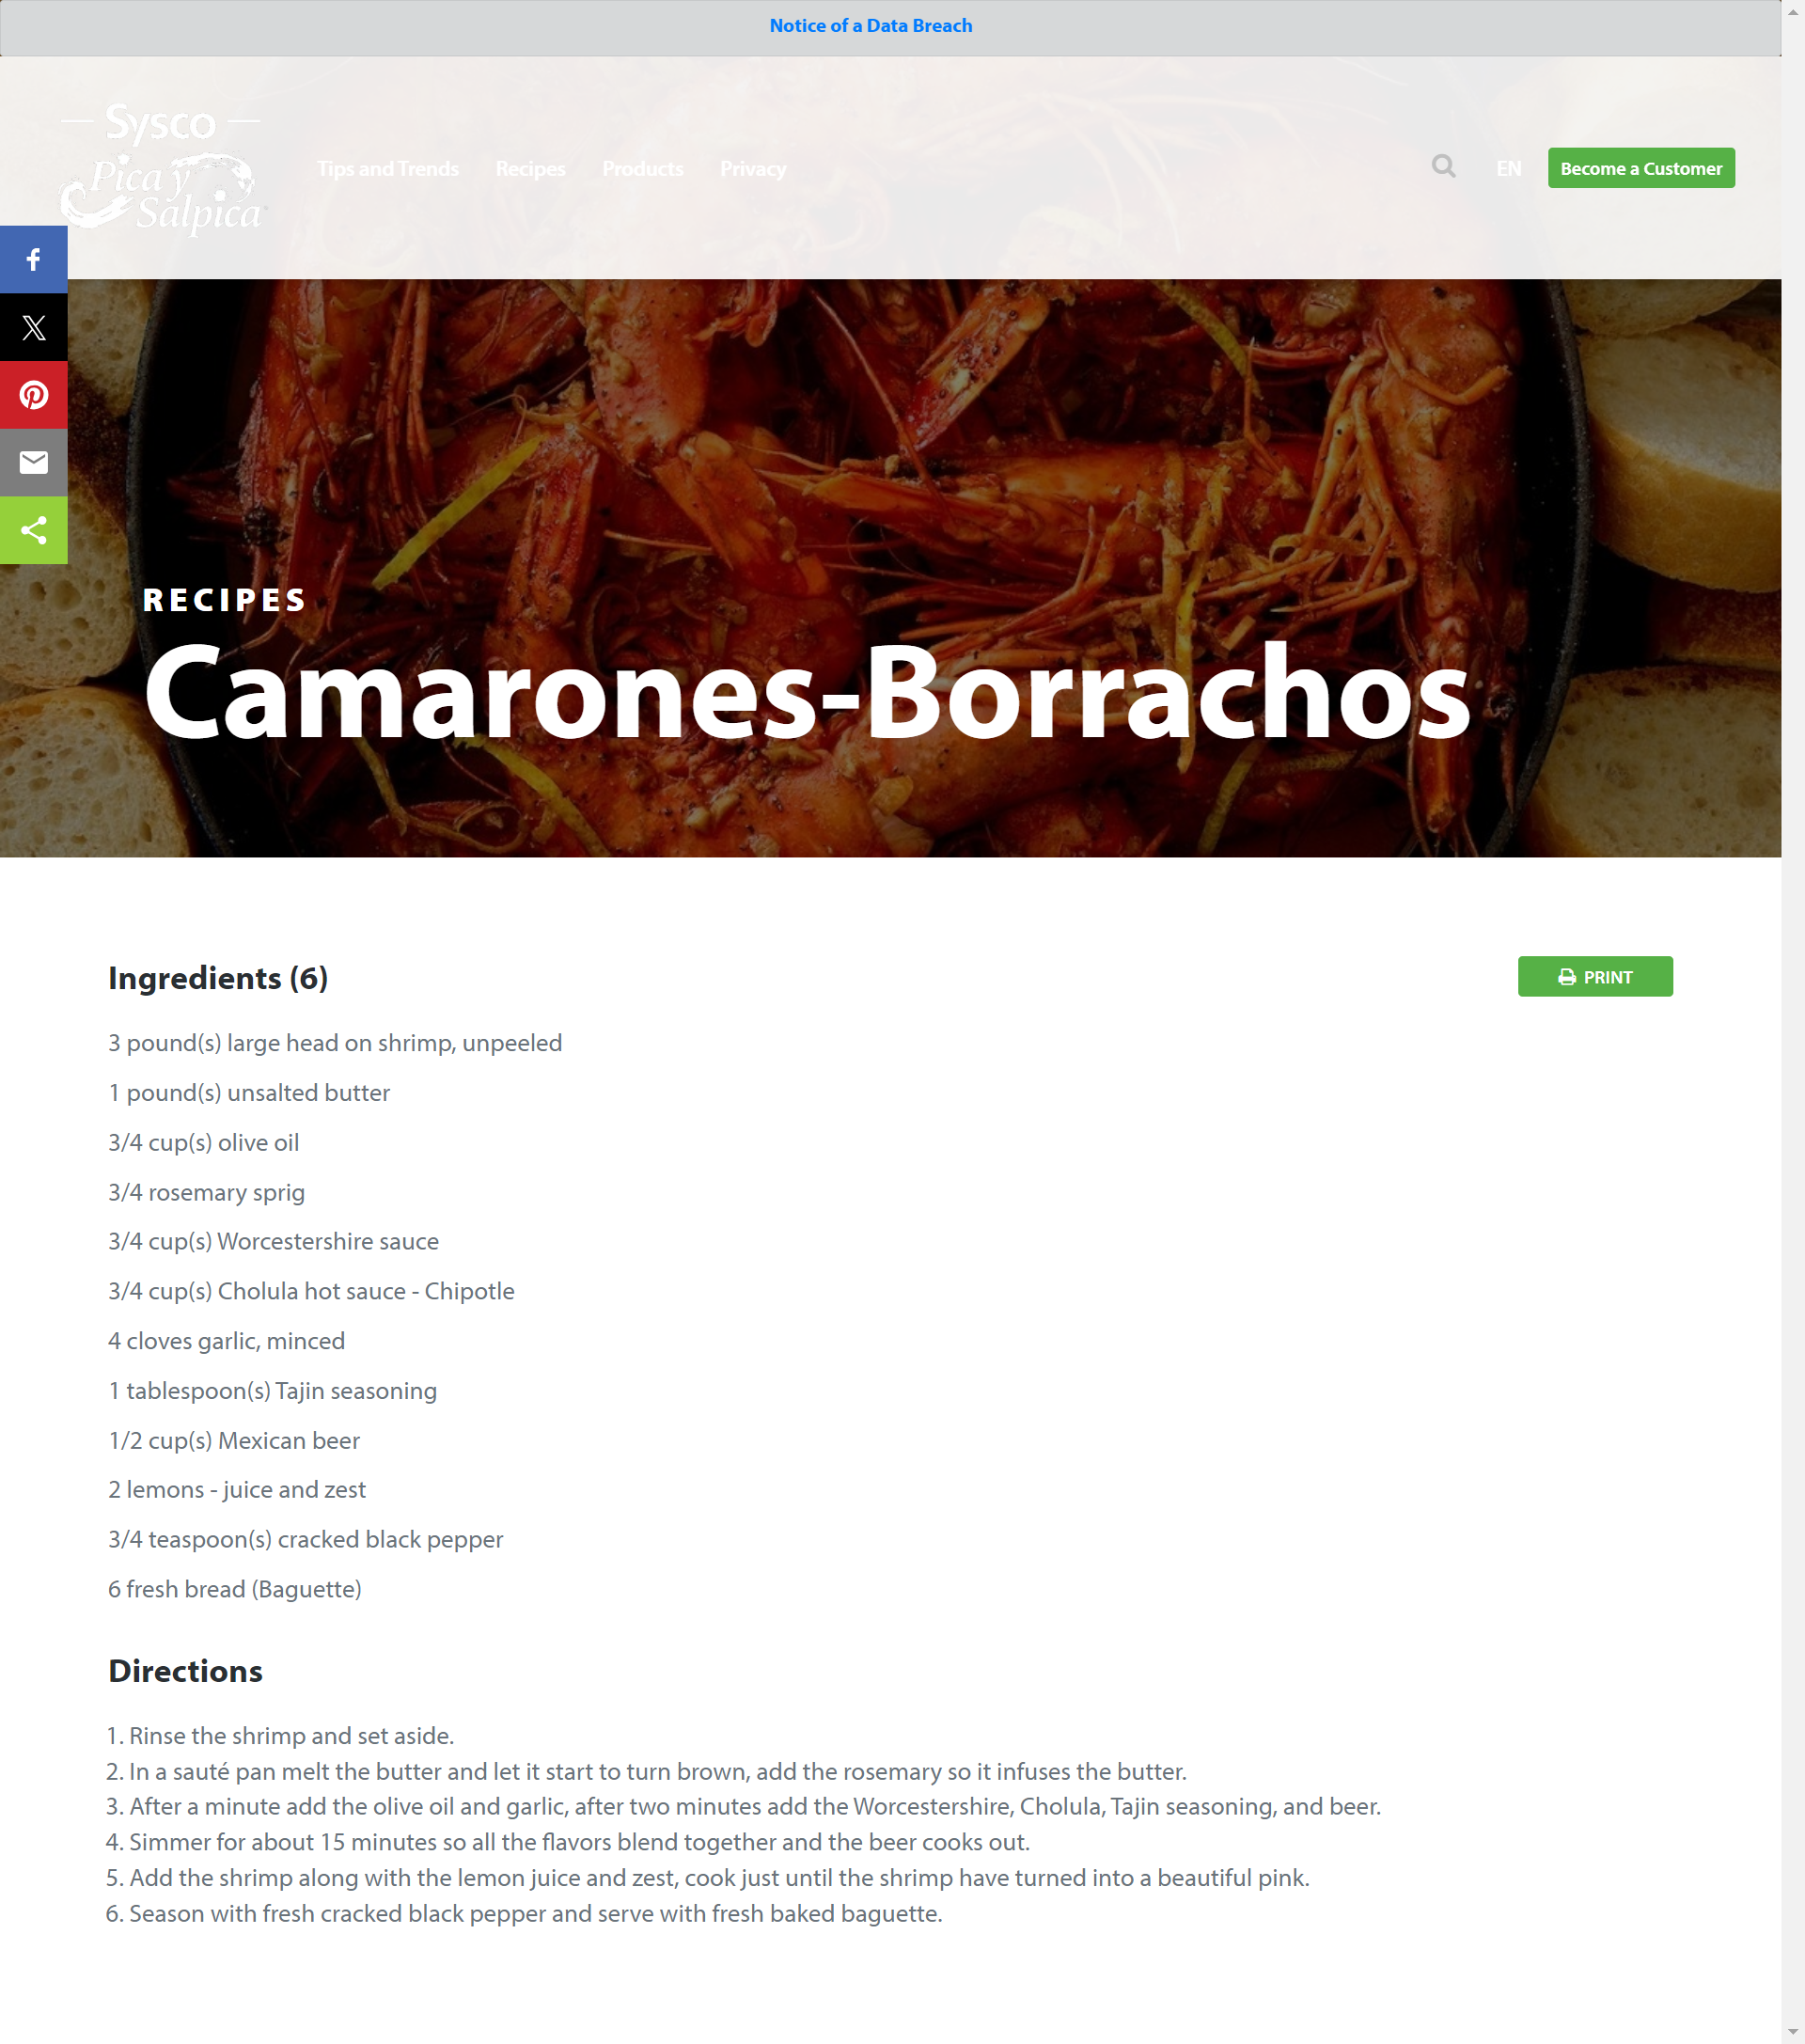 Notice of a Data Breach
Sysco
Pica y
Salpica
Tips and Trends
Recipes
Products
Privacy
EN
Become a Customer
RECIPES
Camarones-Borrachos
Ingredients (6)
PRINT
3 pound(s) large head on shrimp, unpeeled
1 pound(s) unsalted butter
3/4 cup(s) olive oil
3/4 rosemary sprig
3/4 cup(s) Worcestershire sauce
3/4 cup(s) Cholula hot sauce - Chipotle
4 cloves garlic, minced
1 tablespoon(s) Tajin seasoning
1/2 cup(s) Mexican beer
2 lemons - juice and zest
3/4 teaspoon(s) cracked black pepper
6 fresh bread (Baguette)
Directions
1. Rinse the shrimp and set aside.
2. In a sauté pan melt the butter and let it start to turn brown, add the rosemary so it infuses the butter.
3. After a minute add the olive oil and garlic, after two minutes add the Worcestershire, Cholula, Tajin seasoning, and beer.
4. Simmer for about 15 minutes so all the flavors blend together and the beer cooks out.
5. Add the shrimp along with the lemon juice and zest, cook just until the shrimp have turned into a beautiful pink.
6. Season with fresh cracked black pepper and serve with fresh baked baguette.